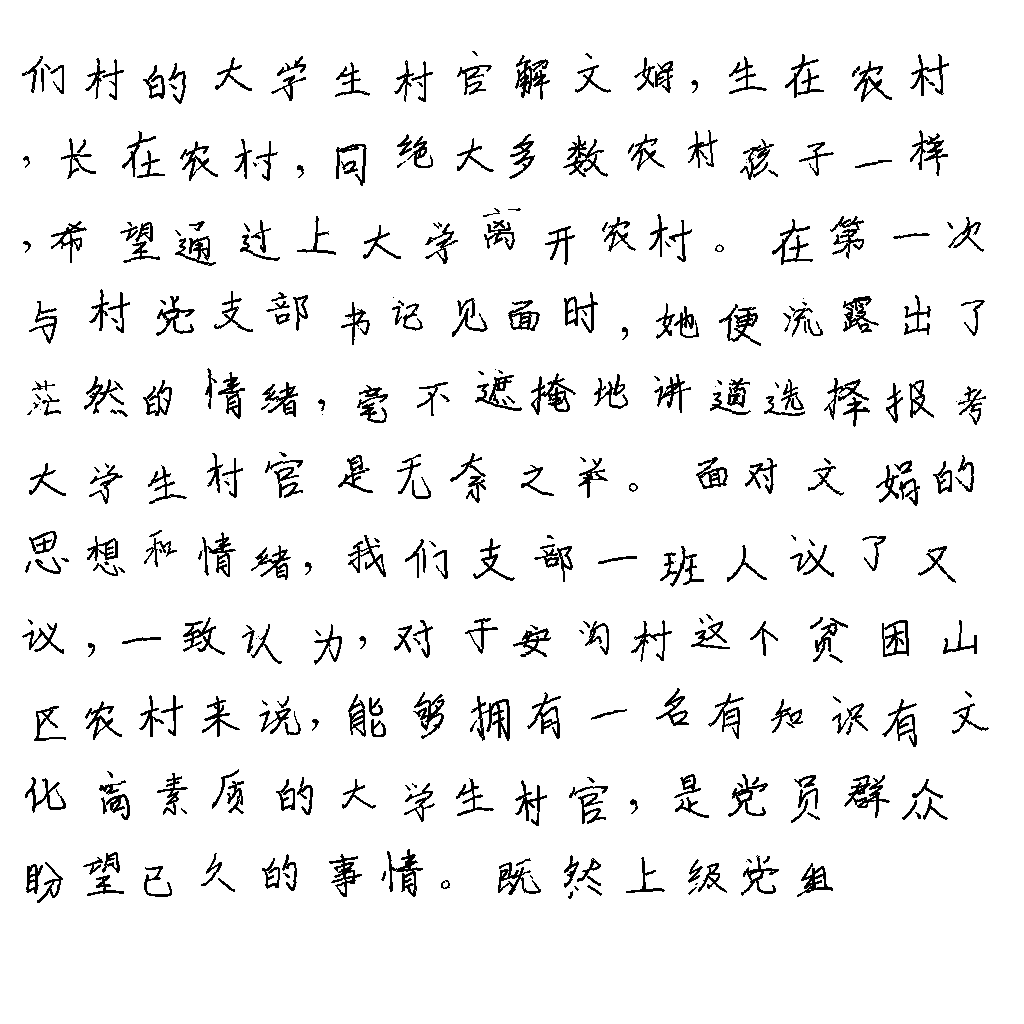 们村的大学生村官解文娟,生在农村
,长在农村,同绝大多数农村孩子一样
,希望通过上大学离开农村。在第一次
与村党支部书记见面时,她便流露出了
茫然的情绪,毫不遮掩地讲道选择报考
大学生村官是无奈之举。面对文娟的
思想和情绪,我们支部一班人议了又
议,一致认为,对于安沟村这个贫困山
区农村来说,能够拥有一名有知识有文
化高素质的大学生村官,是党员群众
盼望已久的事情。既然上级党组